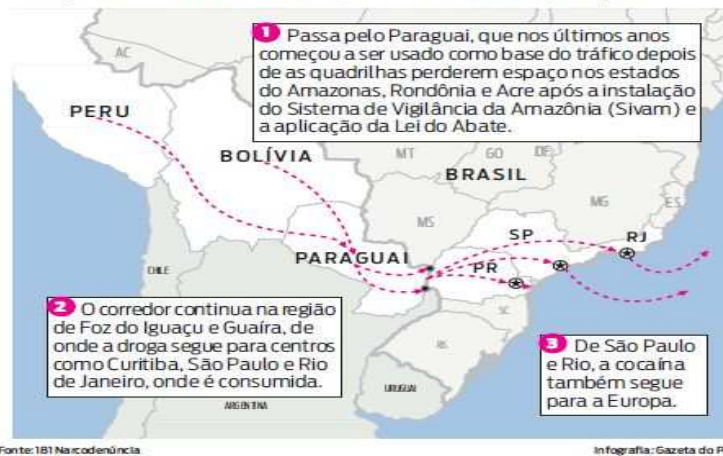 1 Passa pelo Paraguai, que nos últimos anos
começou a ser usado como base do tráfico depois
de as quadrilhas perderem espaço nos estados
do Amazonas, Rondônia e Acre após a instalação
do Sistema de Vigilância da Amazônia (Sivam) e
a aplicação da Lei do Abate.
AC
PERU
BOLÍVIA
MT
GO
DF
BRASIL
MG
ES
MS
SP
RJ
PARAGUAI
PR
CHILE
SC
2 O corredor continua na região
de Foz do Iguaçu e Guaíra, de
onde a droga segue para centros
como Curitiba, São Paulo e Rio
de Janeiro, onde é consumida.
RS
3 De São Paulo
e Rio, a cocaína
também segue
para a Europa.
URUGUAI
ARGENTINA
Fonte: 181 Narcodenúncia
Infografia: Gazeta do P